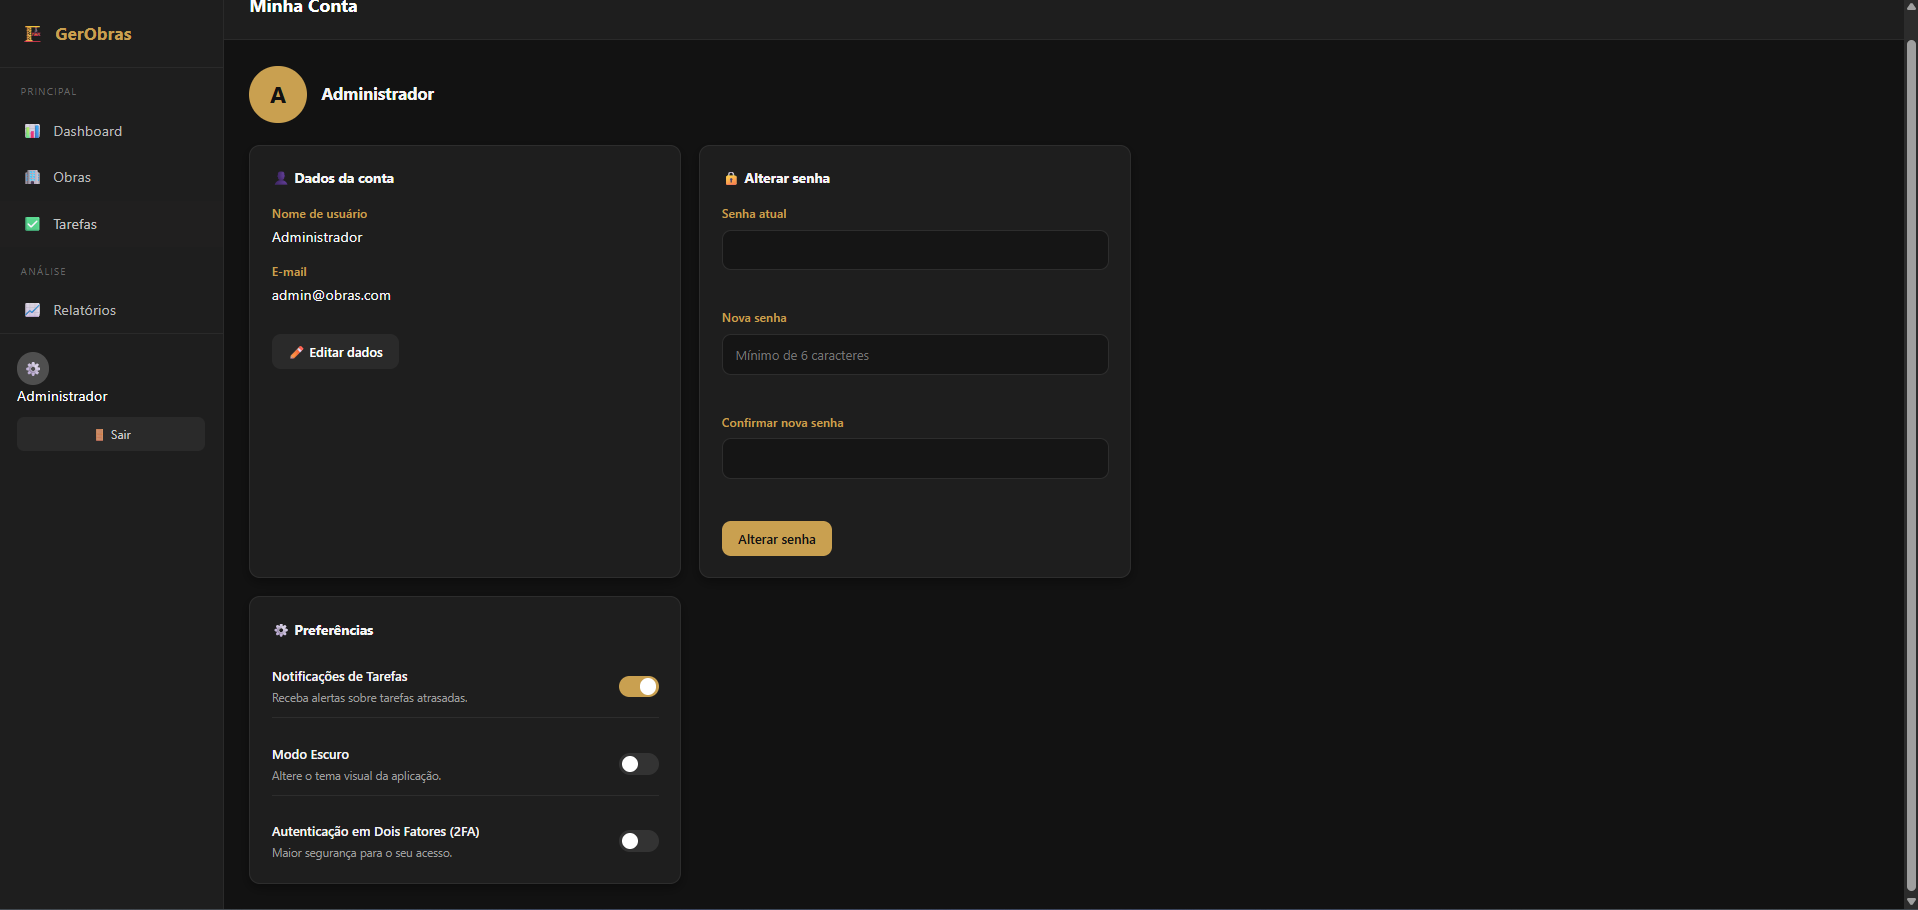 GerObras
PRINCIPAL
Dashboard
Obras
Tarefas
ANÁLISE
Relatórios
Administrador
Sair
Minha Conta
A
Administrador
Dados da conta
Nome de usuário
Administrador
E-mail
admin@obras.com
Editar dados
Alterar senha
Senha atual
Nova senha
Mínimo de 6 caracteres
Confirmar nova senha
Alterar senha
Preferências
Notificações de Tarefas
Receba alertas sobre tarefas atrasadas.
Modo Escuro
Altere o tema visual da aplicação.
Autenticação em Dois Fatores (2FA)
Maior segurança para o seu acesso.